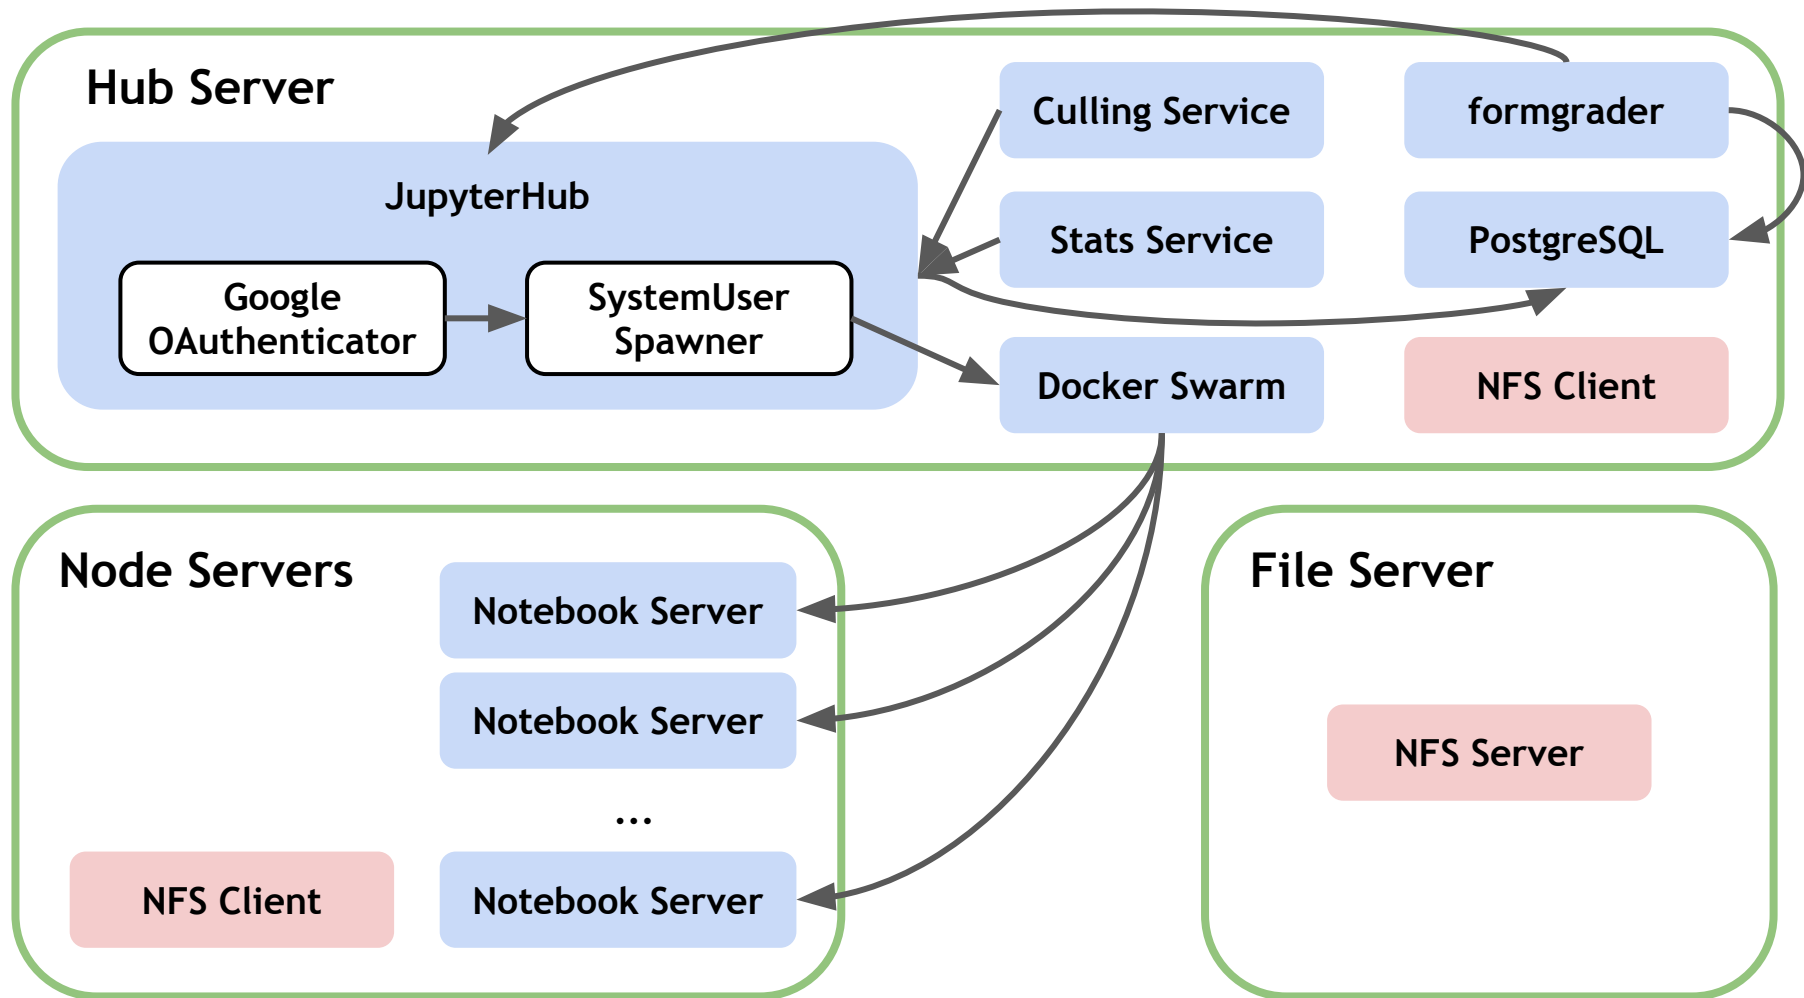 Hub Server
JupyterHub
Google
OAuthenticator
SystemUser
Spawner
Culling Service
formgrader
Stats Service
PostgreSQL
Docker Swarm
NFS Client
Node Servers
Notebook Server
Notebook Server
...
NFS Client
Notebook Server
File Server
NFS Server